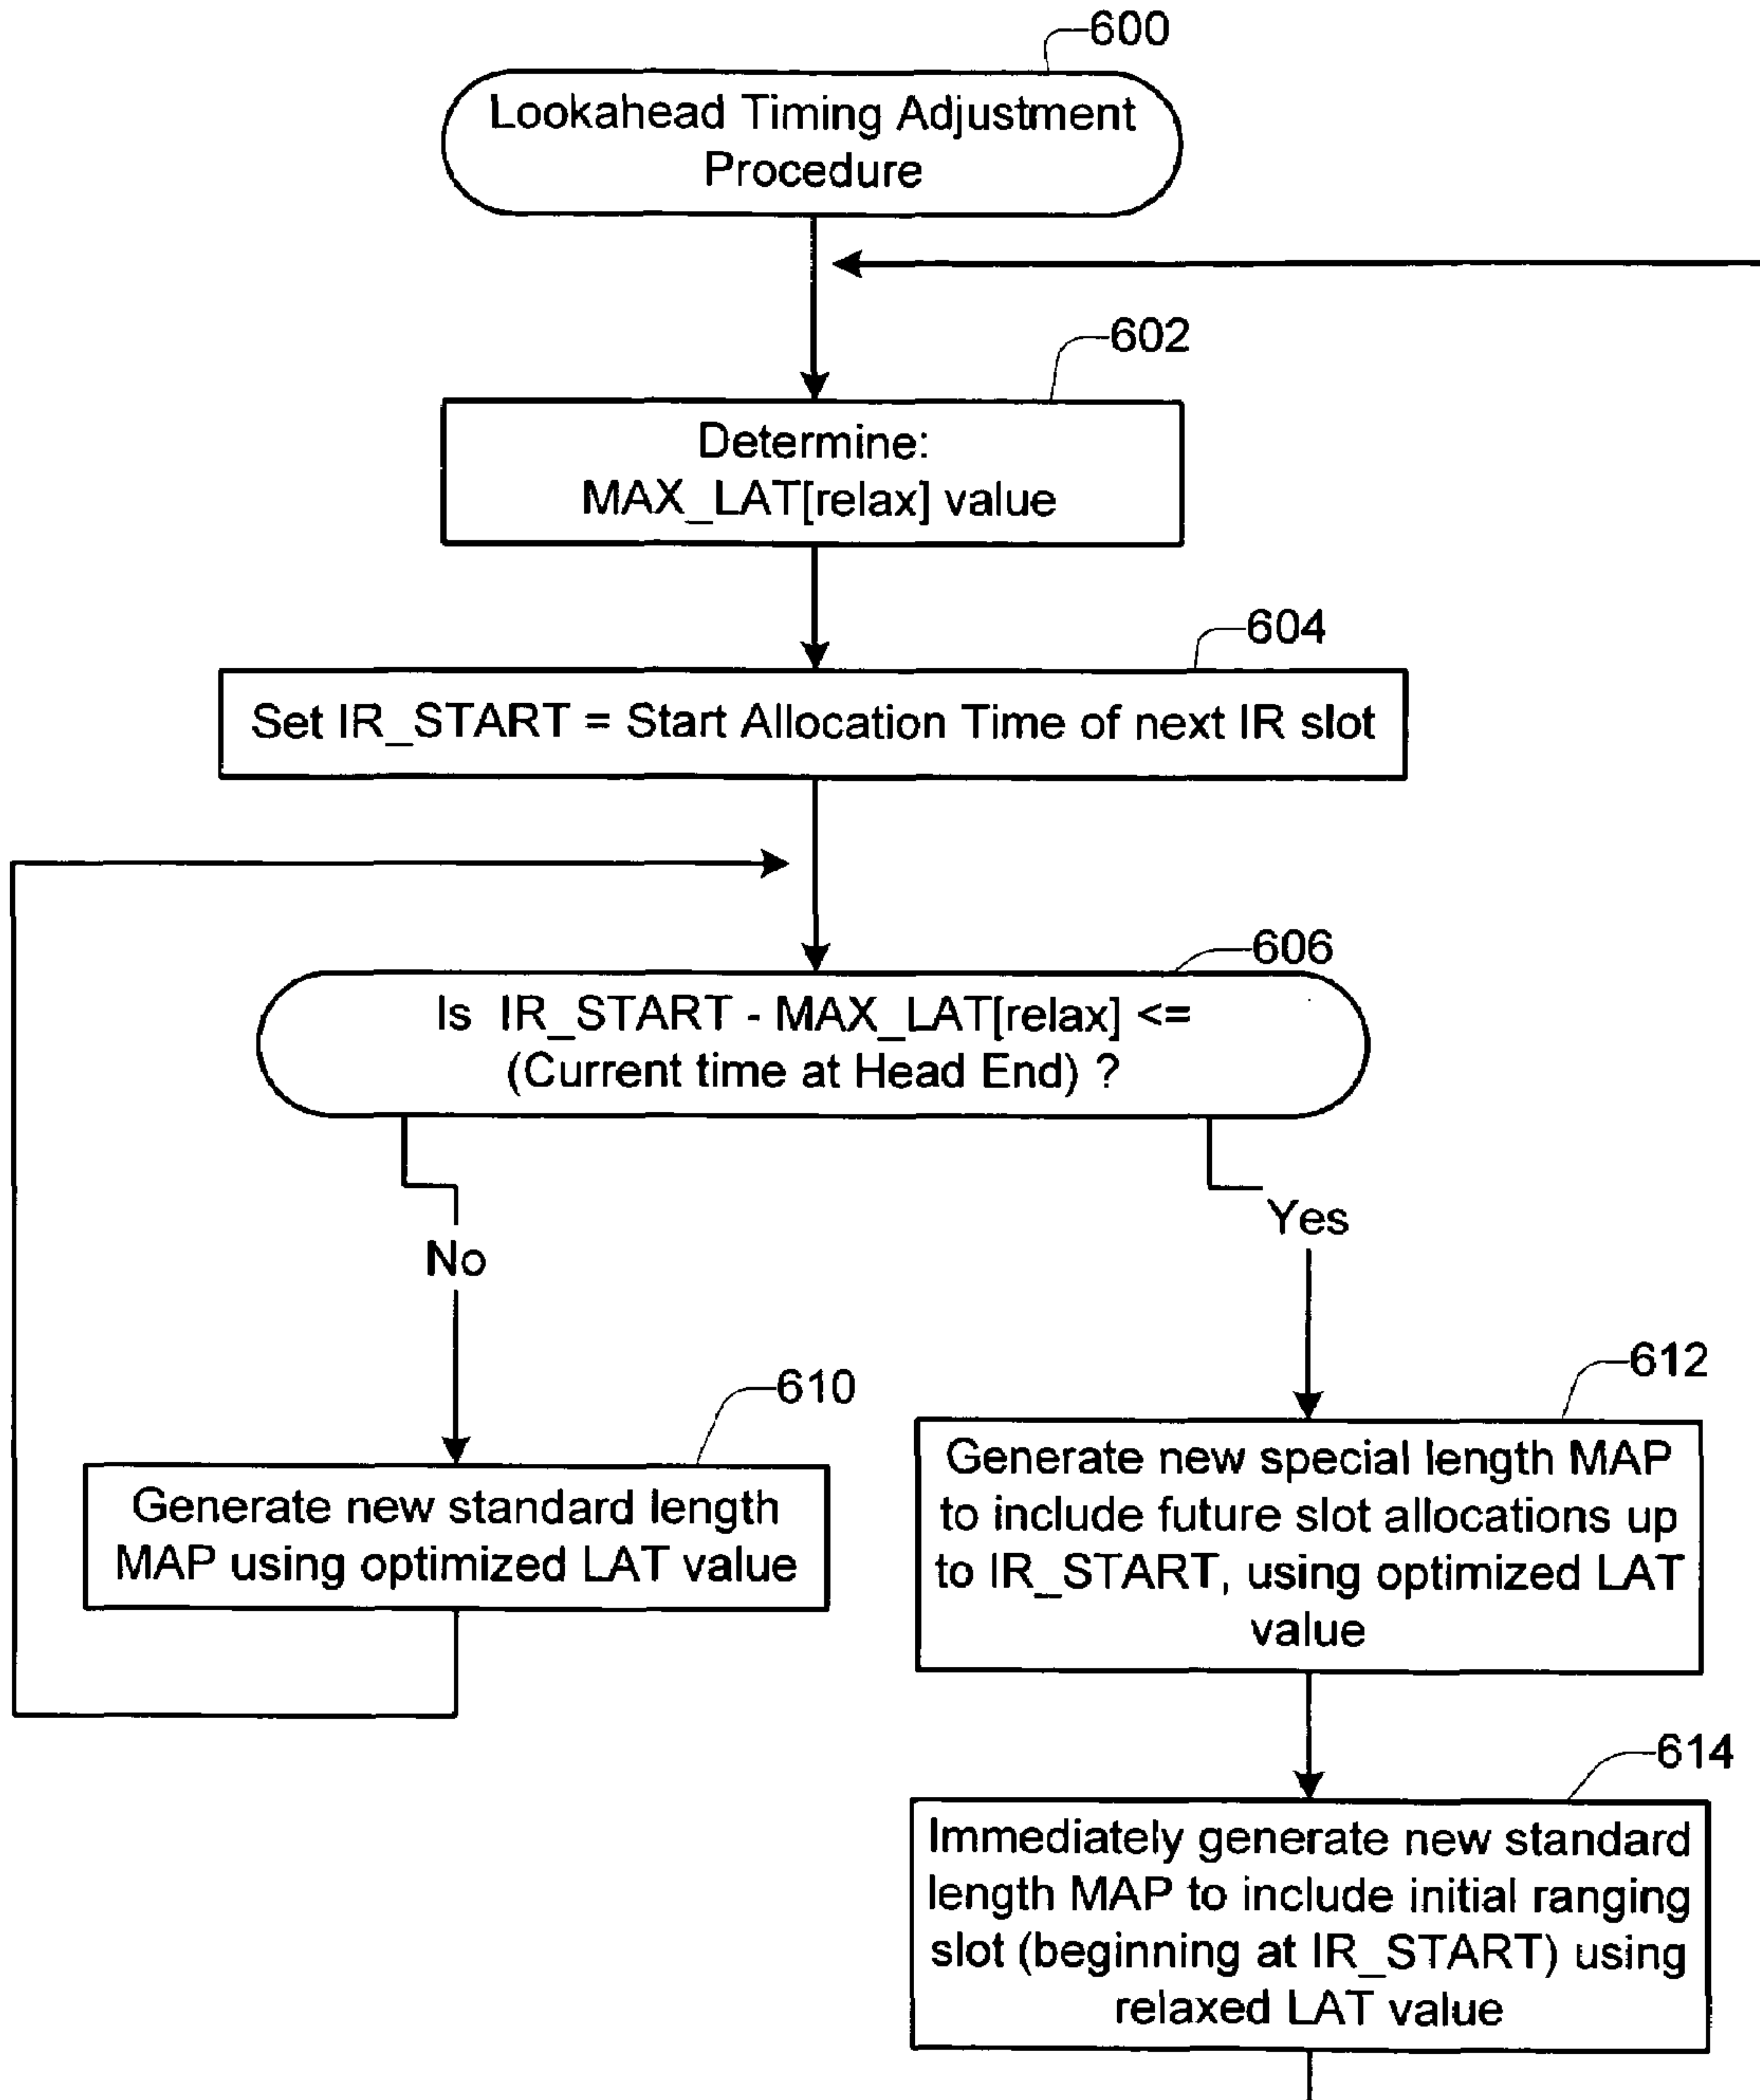 600
Lookahead Timing Adjustment
Procedure
602
Determine:
MAX_LAT[relax] value
604
Set IR_START = Start Allocation Time of next IR slot
606
Is IR_START - MAX_LAT[relax] <=
(Current time at Head End) ?
No
Yes
610
Generate new standard length
MAP using optimized LAT value
612
Generate new special length MAP
to include future slot allocations up
to IR_START, using optimized LAT
value
614
Immediately generate new standard
length MAP to include initial ranging
slot (beginning at IR_START) using
relaxed LAT value